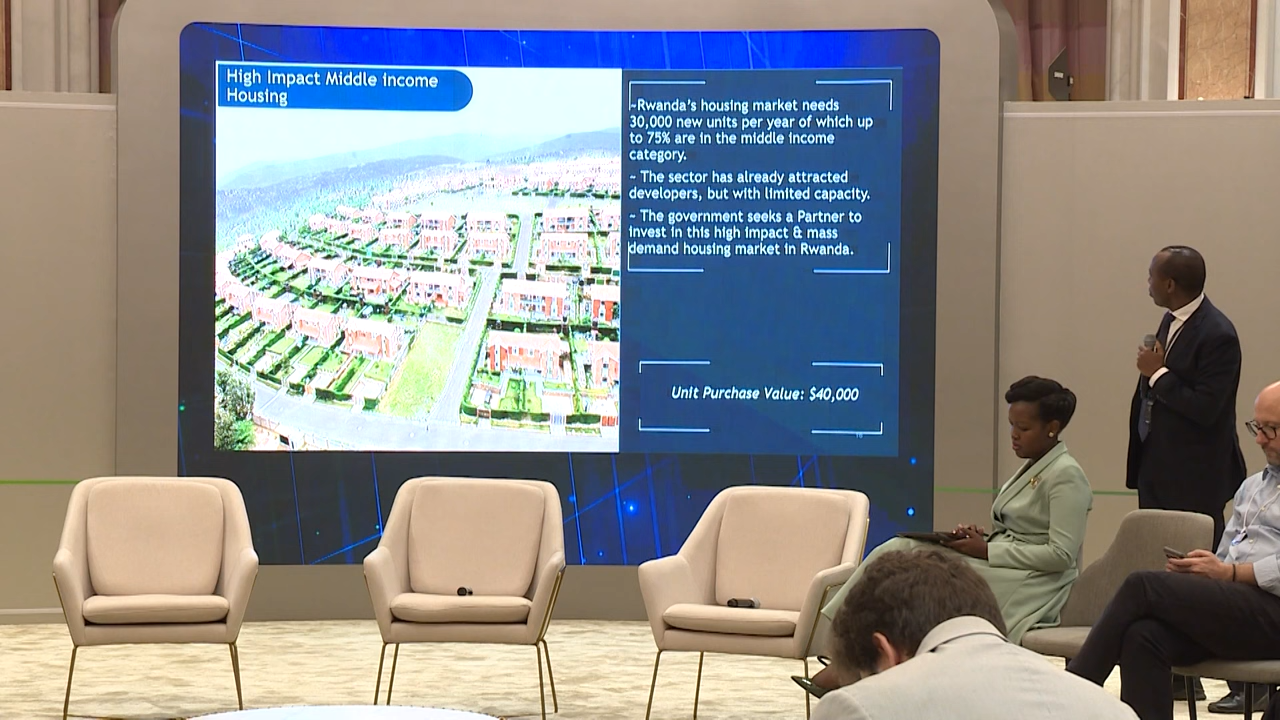 High Impact Middle income
Housing
~Rwanda's housing market needs
30,000 new units per year of which up
to 75% are in the middle income
category.
~ The sector has already attracted
developers, but with limited capacity.
~ The government seeks a Partner to
invest in this high impact & mass
demand housing market in Rwanda.
Unit Purchase Value: $40,000